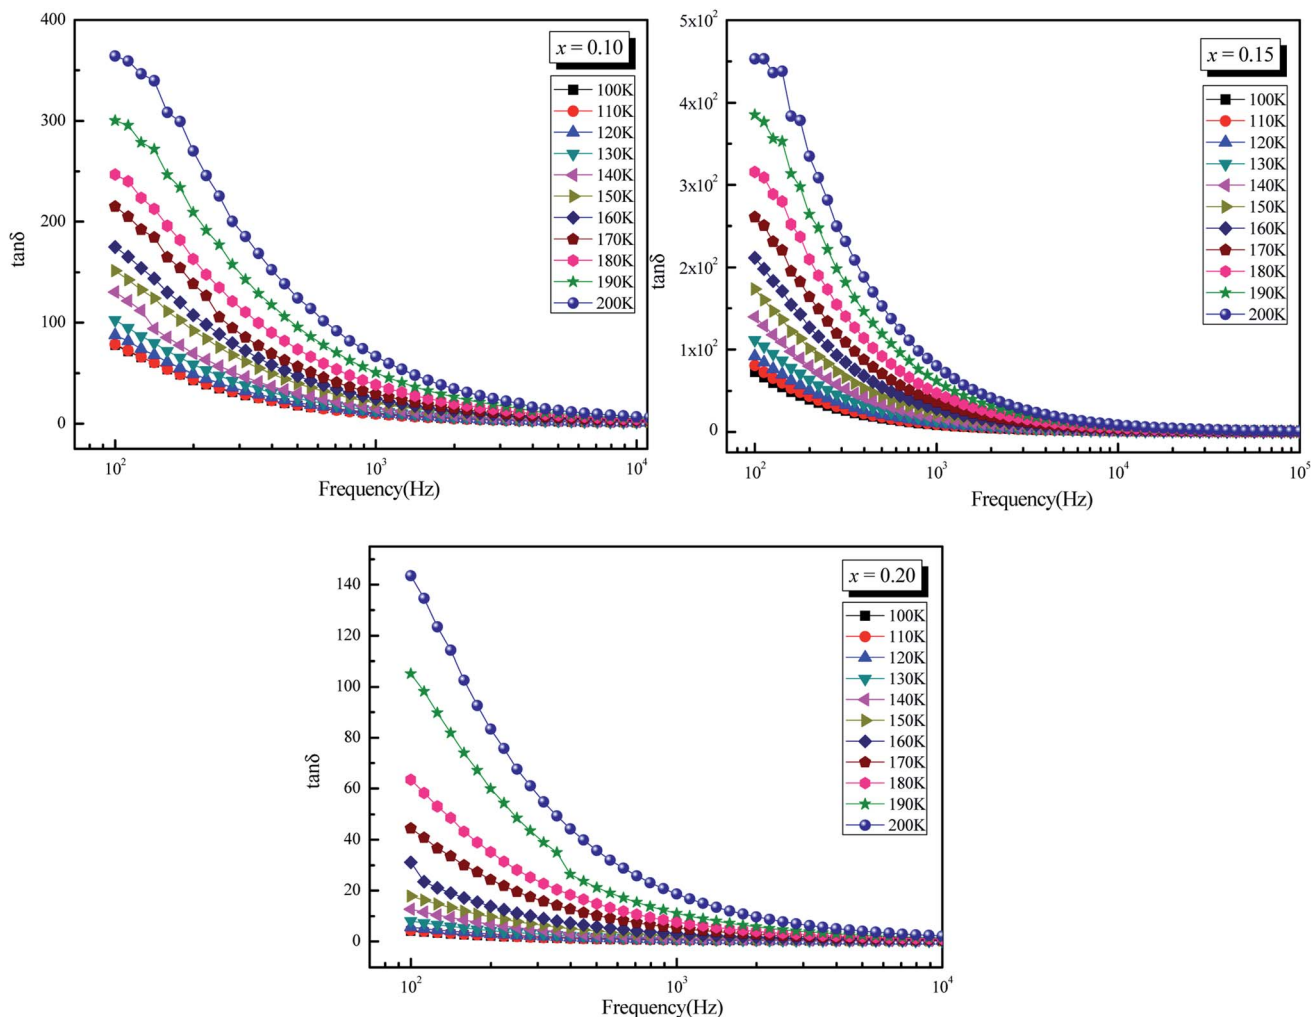 400
300
200
100
0
tanδ
10²
10³
10⁴
Frequency(Hz)
x = 0.10
100K
110K
120K
130K
140K
150K
160K
170K
180K
190K
200K
5x10²
4x10²
3x10²
2x10²
1x10²
0
tanδ
10²
10³
10⁴
10⁵
Frequency(Hz)
x = 0.15
100K
110K
120K
130K
140K
150K
160K
170K
180K
190K
200K
140
120
100
80
60
40
20
0
tanδ
10²
10³
10⁴
Frequency(Hz)
x = 0.20
100K
110K
120K
130K
140K
150K
160K
170K
180K
190K
200K